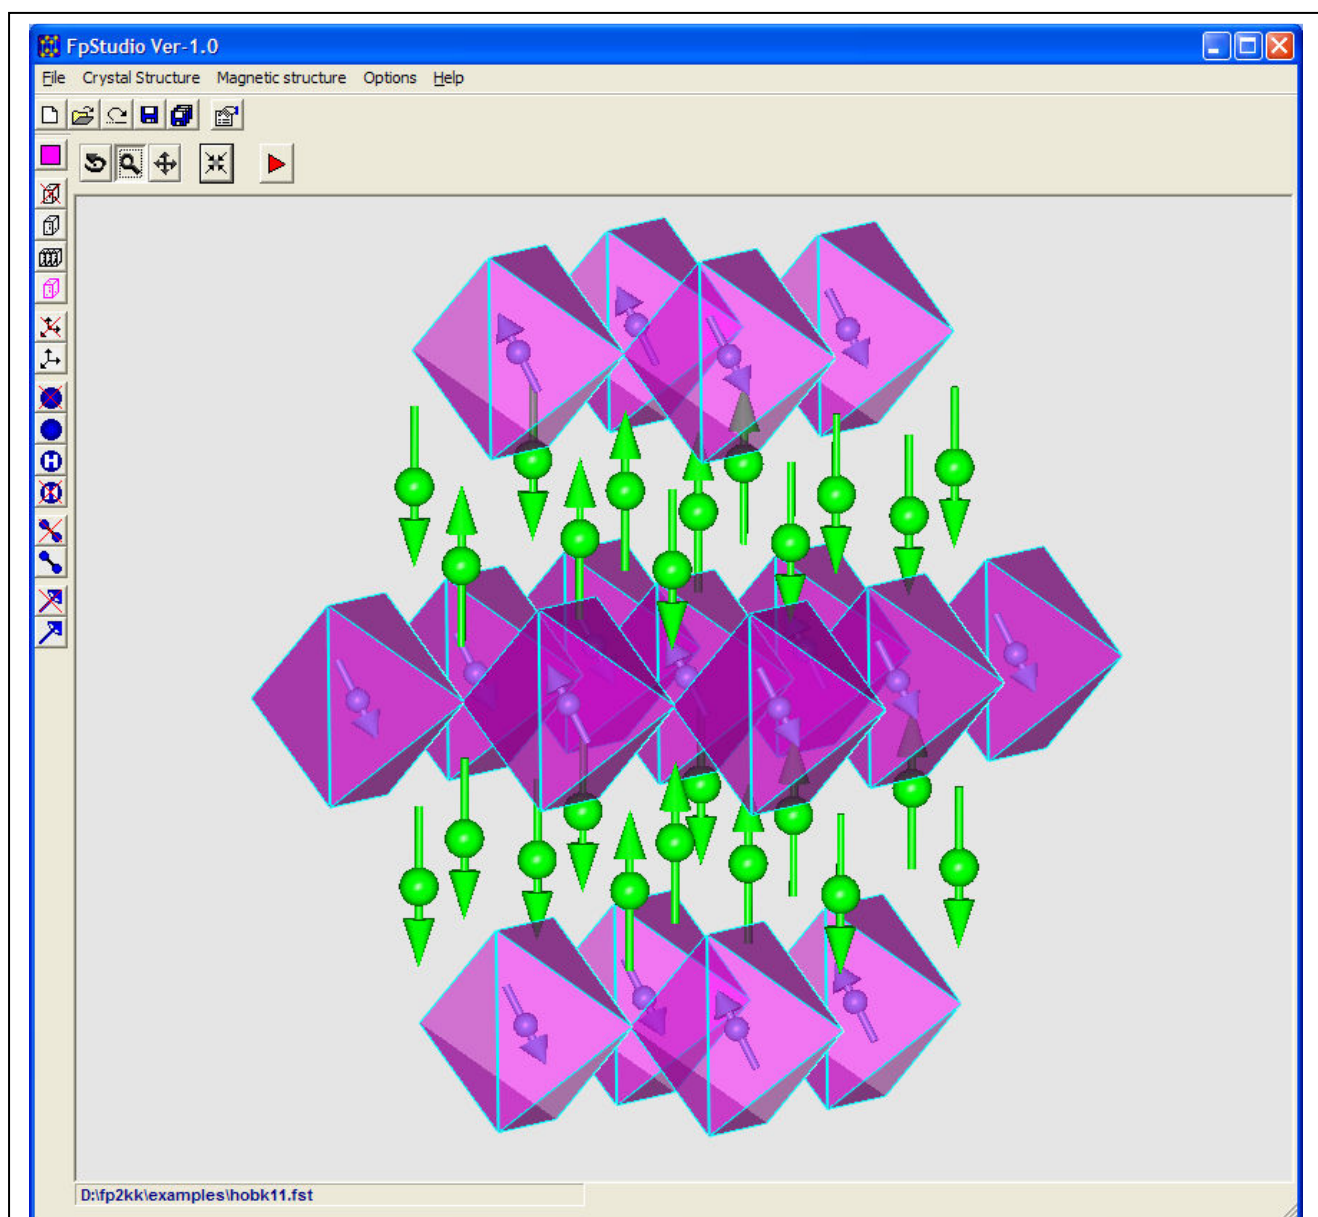 FpStudio Ver-1.0
File Crystal Structure Magnetic structure Options Help
H
D:\fp2kk\examples\hobk11.fst